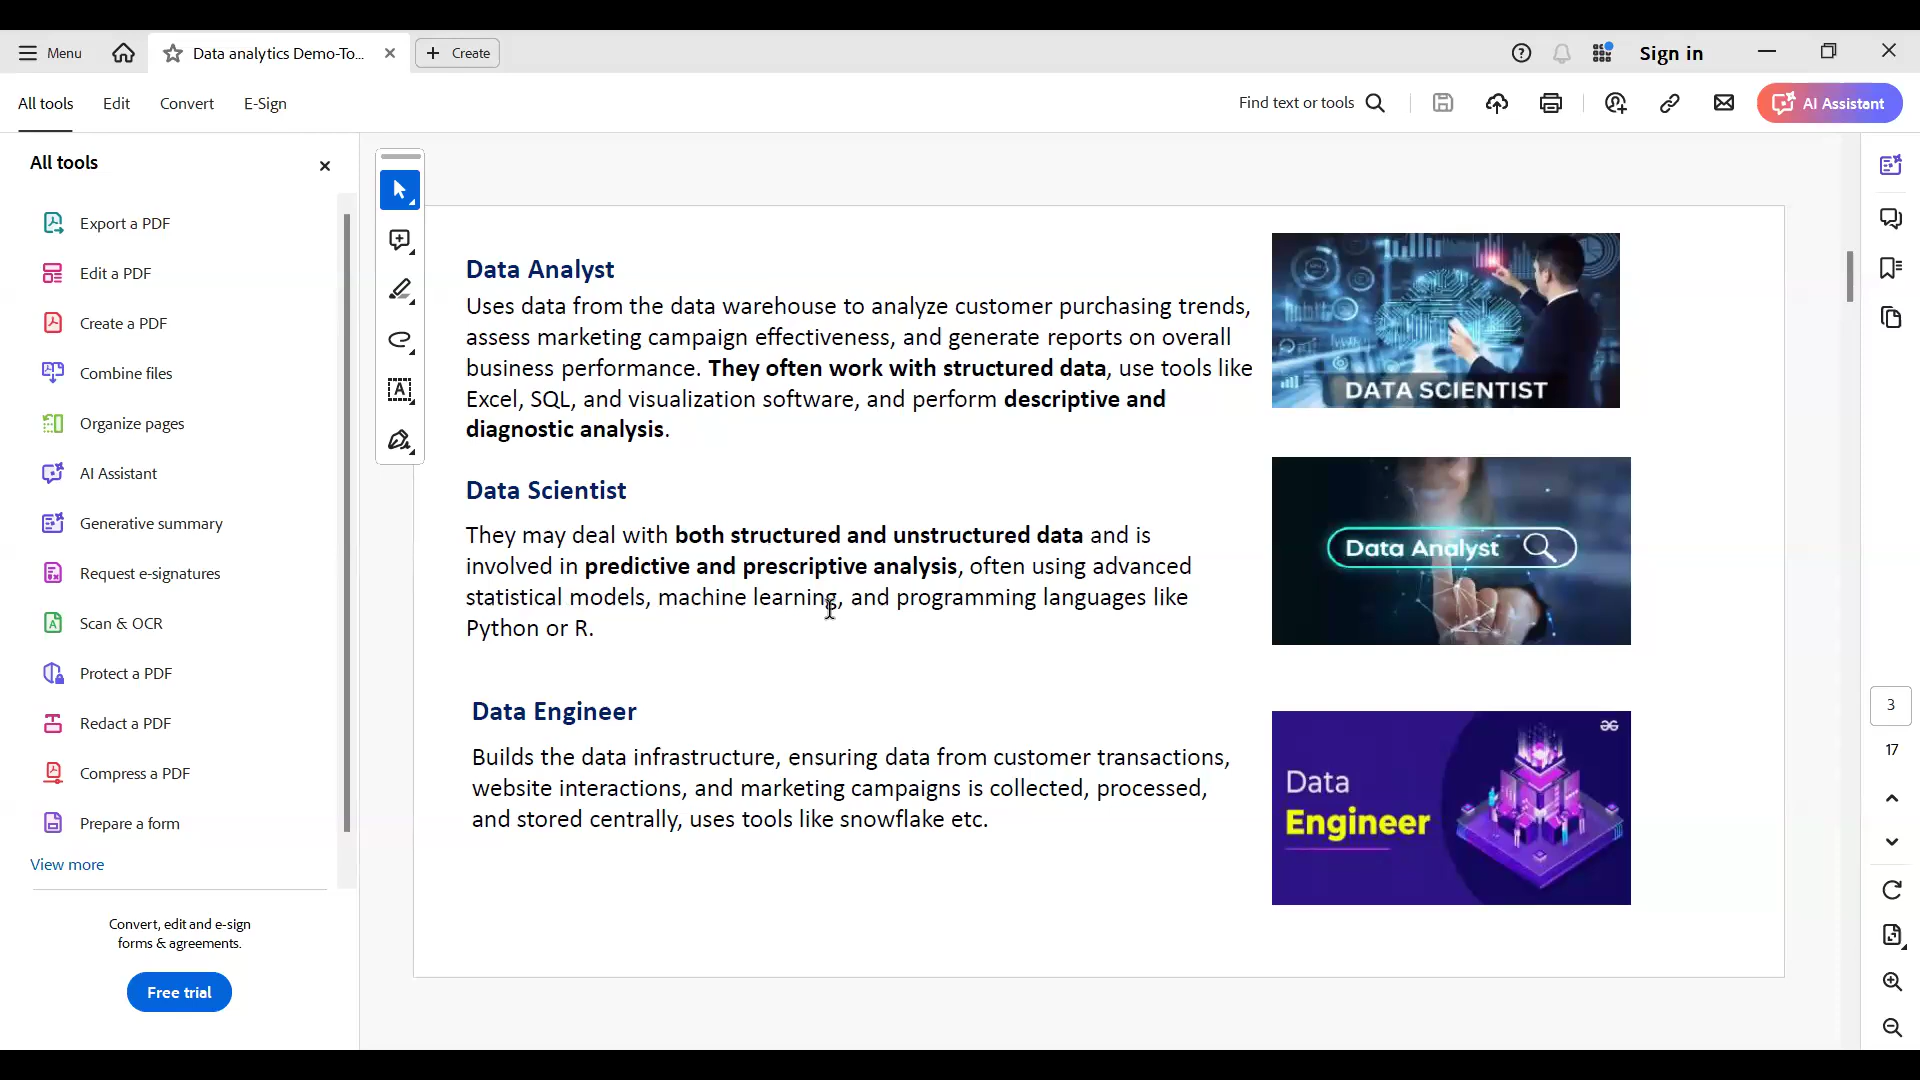 Menu
Data analytics Demo-To...
Create
Sign in
All tools
Edit
Convert
E-Sign
Find text or tools
AI Assistant
All tools
Export a PDF
Edit a PDF
Create a PDF
Combine files
Organize pages
AI Assistant
Generative summary
Request e-signatures
Scan & OCR
Protect a PDF
Redact a PDF
Compress a PDF
Prepare a form
View more
Convert, edit and e-sign
forms & agreements.
Free trial
Data Analyst
Uses data from the data warehouse to analyze customer purchasing trends,
assess marketing campaign effectiveness, and generate reports on overall
business performance. They often work with structured data, use tools like
Excel, SQL, and visualization software, and perform descriptive and
diagnostic analysis.
Data Scientist
They may deal with both structured and unstructured data and is
involved in predictive and prescriptive analysis, often using advanced
statistical models, machine learning, and programming languages like
Python or R.
Data Engineer
Builds the data infrastructure, ensuring data from customer transactions,
website interactions, and marketing campaigns is collected, processed,
and stored centrally, uses tools like snowflake etc.
DATA SCIENTIST
Data Analyst
Data
Engineer
3
17